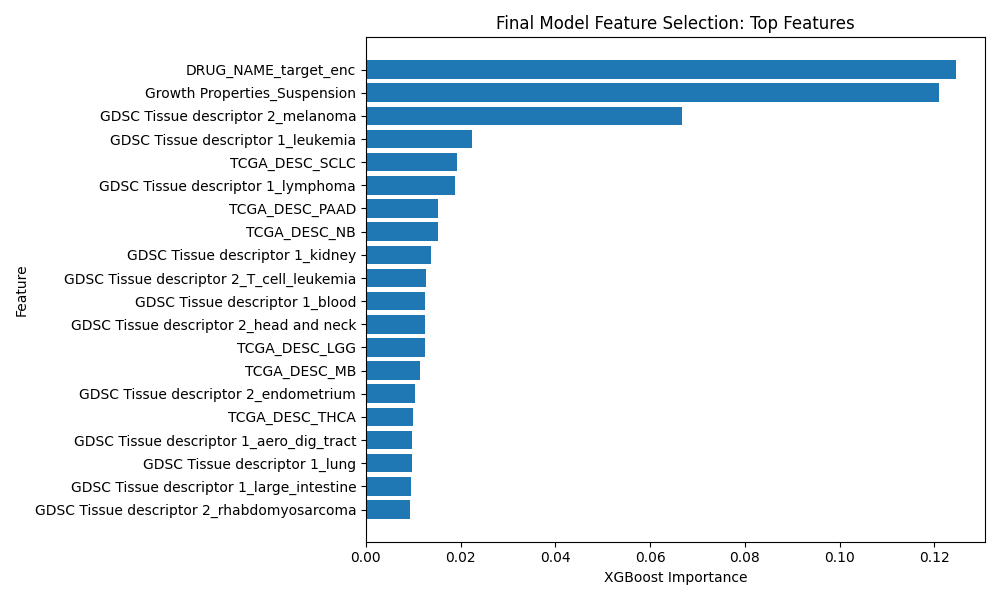 Final Model Feature Selection: Top Features
DRUG_NAME_target_enc
Growth Properties_Suspension
GDSC Tissue descriptor 2_melanoma
GDSC Tissue descriptor 1_leukemia
TCGA_DESC_SCLC
GDSC Tissue descriptor 1_lymphoma
TCGA_DESC_PAAD
TCGA_DESC_NB
GDSC Tissue descriptor 1_kidney
GDSC Tissue descriptor 2_T_cell_leukemia
GDSC Tissue descriptor 1_blood
GDSC Tissue descriptor 2_head and neck
TCGA_DESC_LGG
TCGA_DESC_MB
GDSC Tissue descriptor 2_endometrium
TCGA_DESC_THCA
GDSC Tissue descriptor 1_aero_dig_tract
GDSC Tissue descriptor 1_lung
GDSC Tissue descriptor 1_large_intestine
GDSC Tissue descriptor 2_rhabdomyosarcoma
Feature
0.00 0.02 0.04 0.06 0.08 0.10 0.12
XGBoost Importance